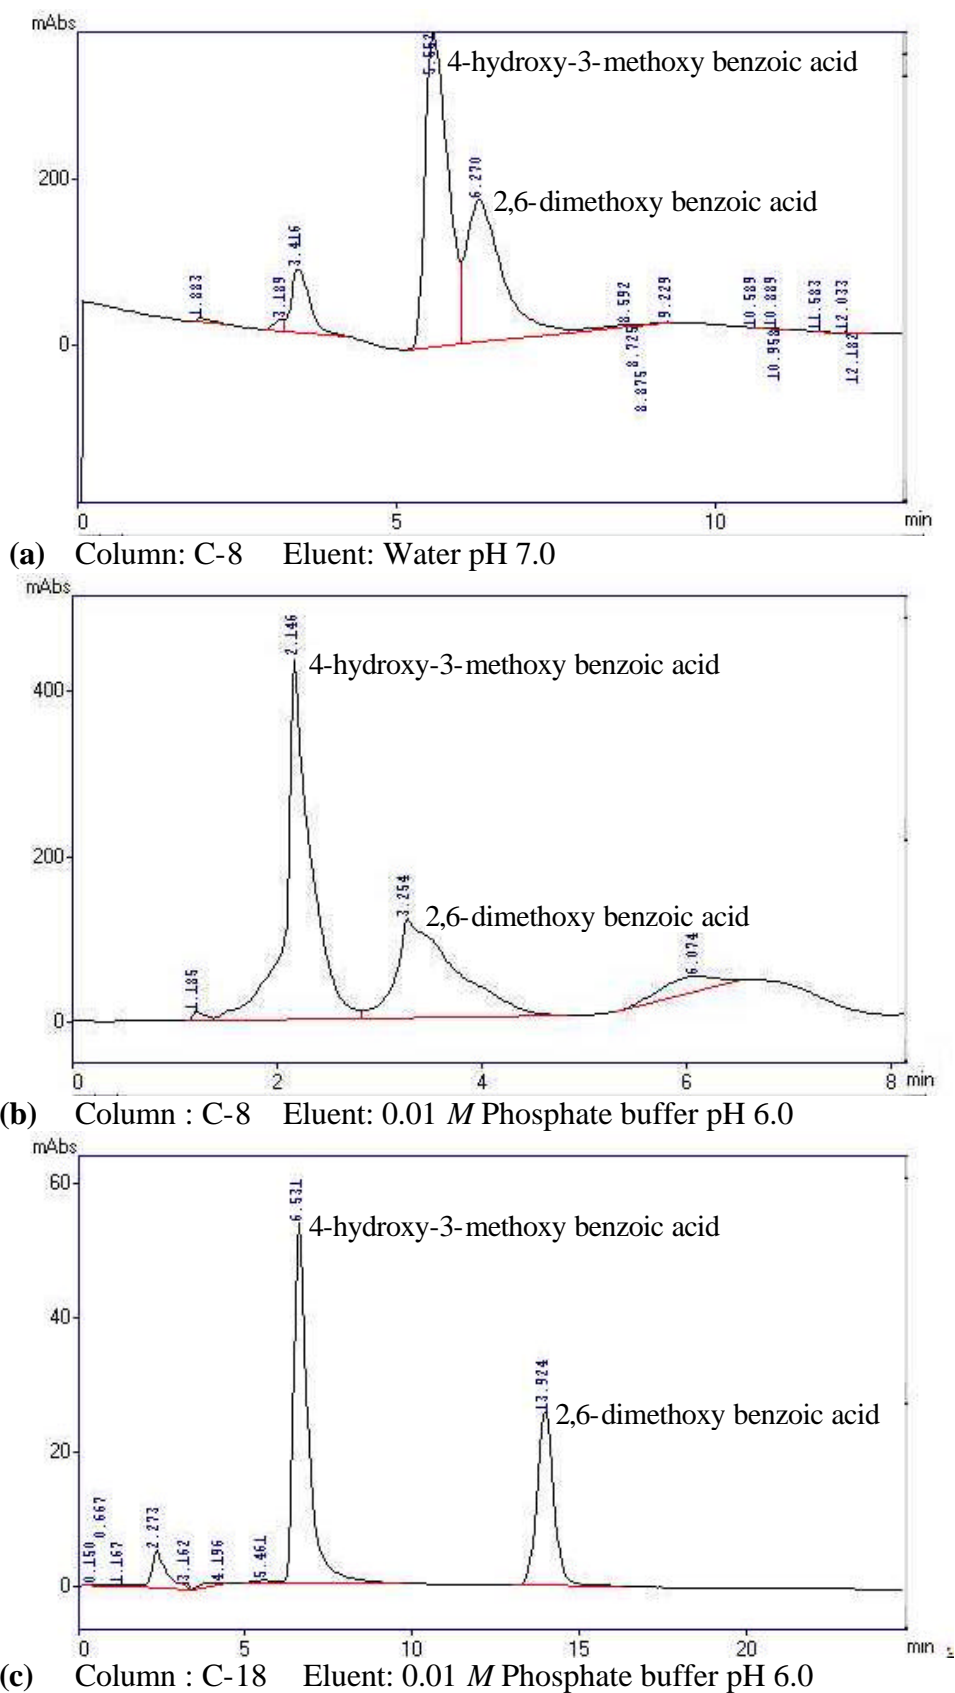 mAbs
5.552
4-hydroxy-3-methoxy benzoic acid
200
6.270
2,6-dimethoxy benzoic acid
3.416
1.883
3.189
8.592
9.229
10.589
10.889
11.583
12.033
0
8.725
10.958
12.182
8.875
0 5 10 min
(a) Column: C-8 Eluent: Water pH 7.0
mAbs
2.146
4-hydroxy-3-methoxy benzoic acid
400
200
3.254
2,6-dimethoxy benzoic acid
6.074
1.185
0
0 2 4 6 8 min
(b) Column : C-8 Eluent: 0.01 M Phosphate buffer pH 6.0
mAbs
60
6.531
4-hydroxy-3-methoxy benzoic acid
40
13.924
2,6-dimethoxy benzoic acid
20
0.667
2.273
0.150
1.167
3.162
4.196
5.461
0
0 5 10 15 20 min
(c) Column : C-18 Eluent: 0.01 M Phosphate buffer pH 6.0